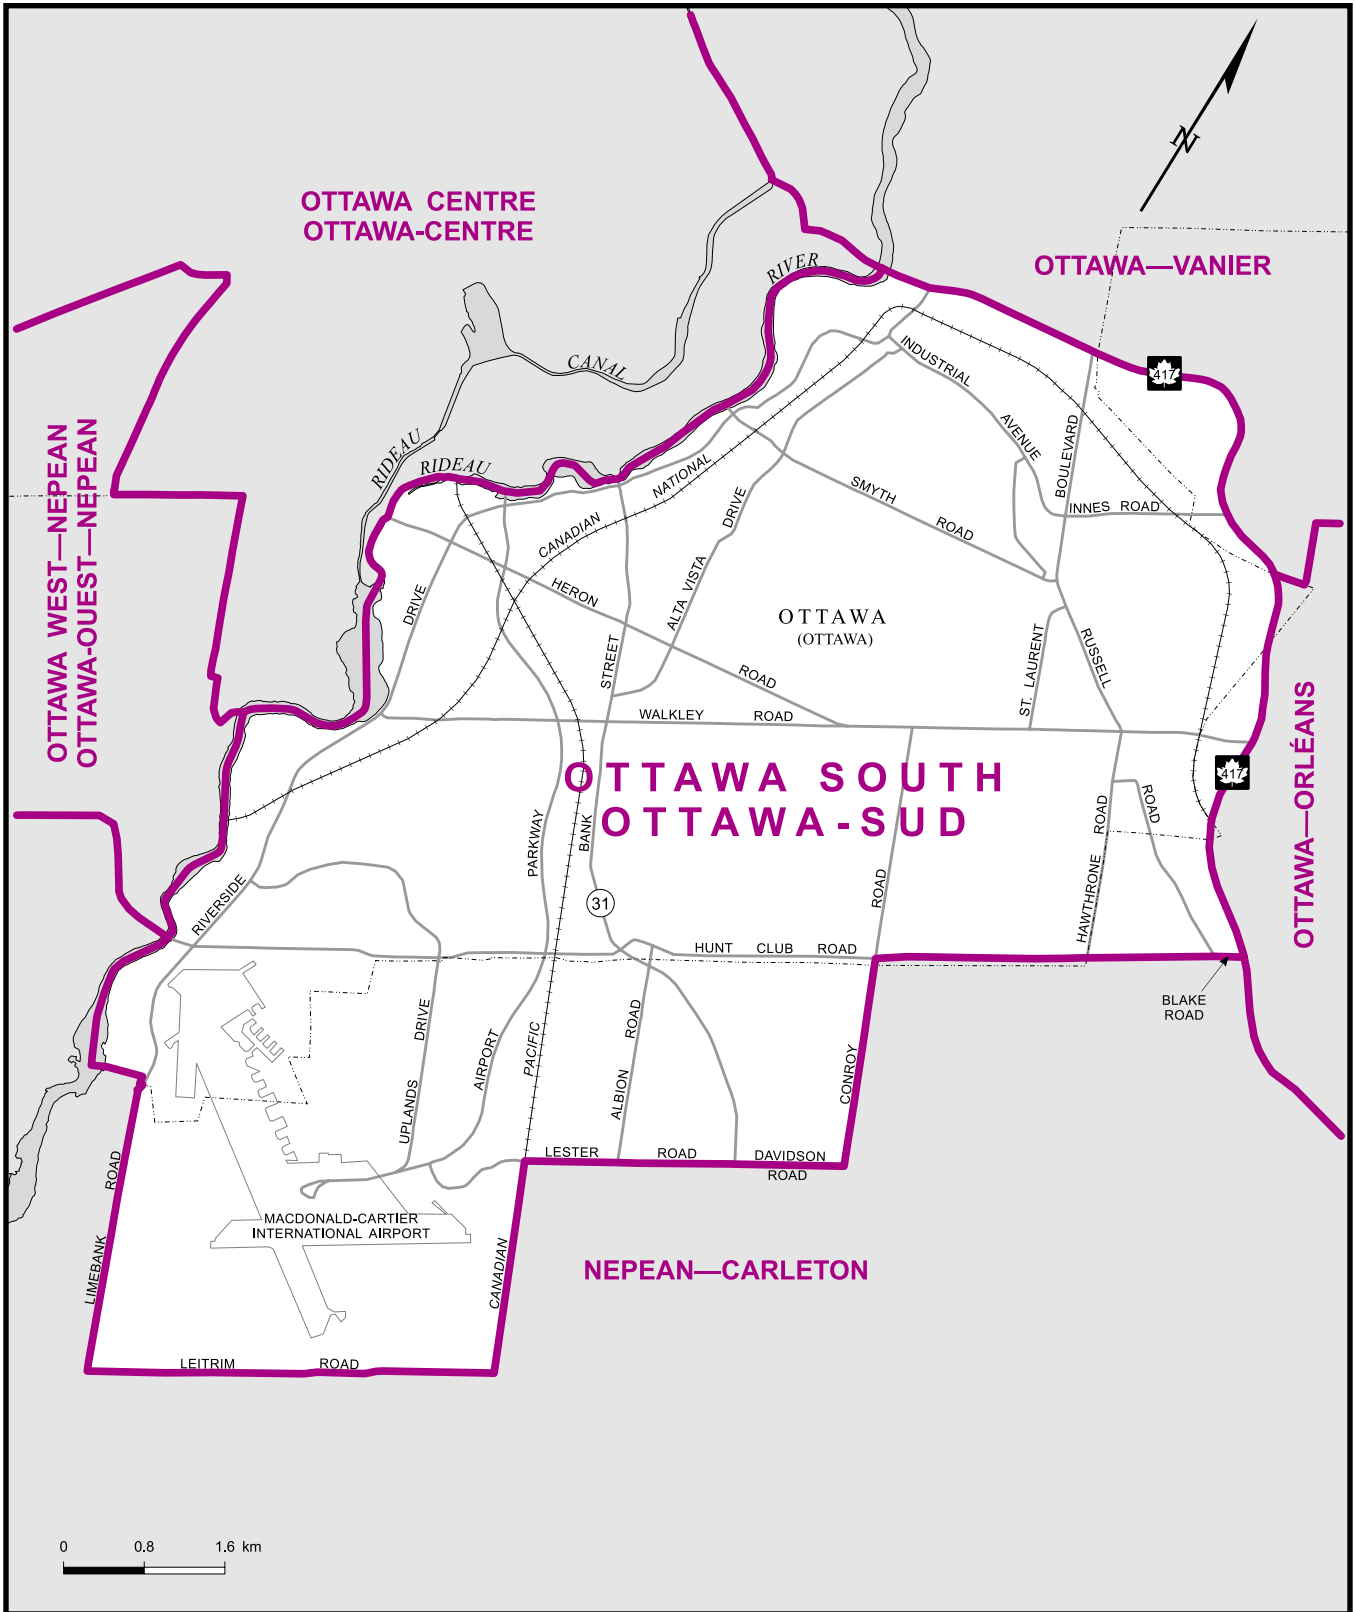 N
OTTAWA CENTRE
OTTAWA-CENTRE
OTTAWA—VANIER
RIVER
CANAL
RIDEAU
RIDEAU
417
INDUSTRIAL
AVENUE
BOULEVARD
INNES ROAD
OTTAWA WEST—NEPEAN
OTTAWA-OUEST—NEPEAN
CANADIAN
NATIONAL
SMYTH
ROAD
DRIVE
ALTA VISTA
DRIVE
HERON
ROAD
OTTAWA
(OTTAWA)
STREET
ST. LAURENT
RUSSELL
WALKLEY ROAD
OTTAWA SOUTH
OTTAWA-SUD
417
OTTAWA—ORLÉANS
PARKWAY
BANK
ROAD
ROAD
ROAD
HAWTHRONE
RIVERSIDE
31
HUNT CLUB ROAD
BLAKE
ROAD
DRIVE
UPLANDS
AIRPORT
PACIFIC
ROAD
ALBION
CONROY
LESTER ROAD DAVIDSON
ROAD
ROAD
LIMEBANK
MACDONALD-CARTIER
INTERNATIONAL AIRPORT
CANADIAN
NEPEAN—CARLETON
LEITRIM ROAD
0 0.8 1.6 km